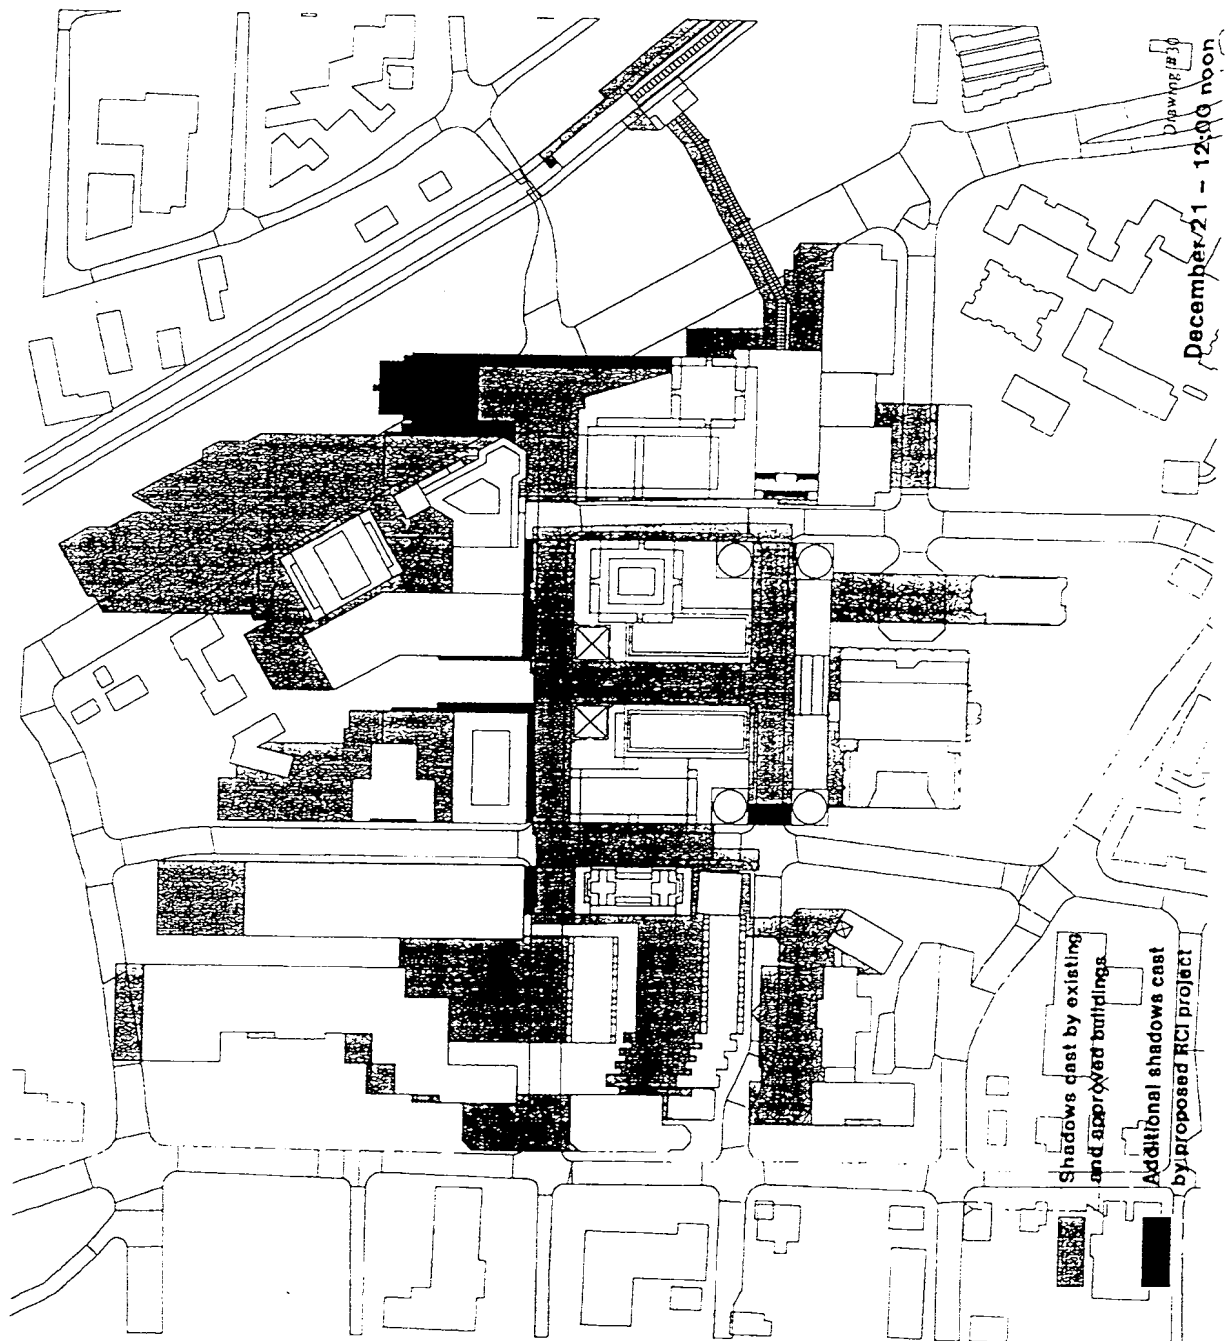 Drawing #30
December 21 – 12:00 noon
Shadows cast by existing
and approved buildings
Additional shadows cast
by proposed RCI project